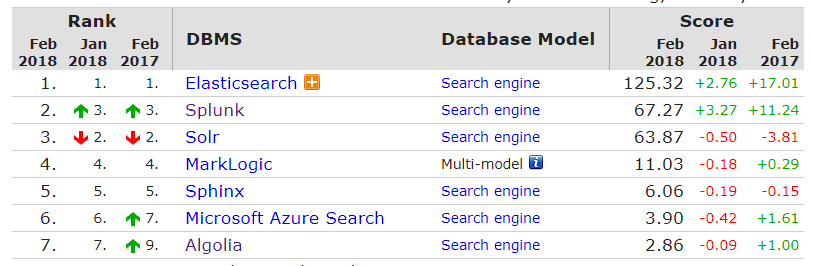 Rank DBMS Database Model Score
Feb 2018 Jan 2018 Feb 2017 Feb 2018 Jan 2018 Feb 2017
1. 1. 1. Elasticsearch Search engine 125.32 +2.76 +17.01
2. 3. 3. Splunk Search engine 67.27 +3.27 +11.24
3. 2. 2. Solr Search engine 63.87 -0.50 -3.81
4. 4. 4. MarkLogic Multi-model 11.03 -0.18 +0.29
5. 5. 5. Sphinx Search engine 6.06 -0.19 -0.15
6. 6. 7. Microsoft Azure Search Search engine 3.90 -0.42 +1.61
7. 7. 9. Algolia Search engine 2.86 -0.09 +1.00